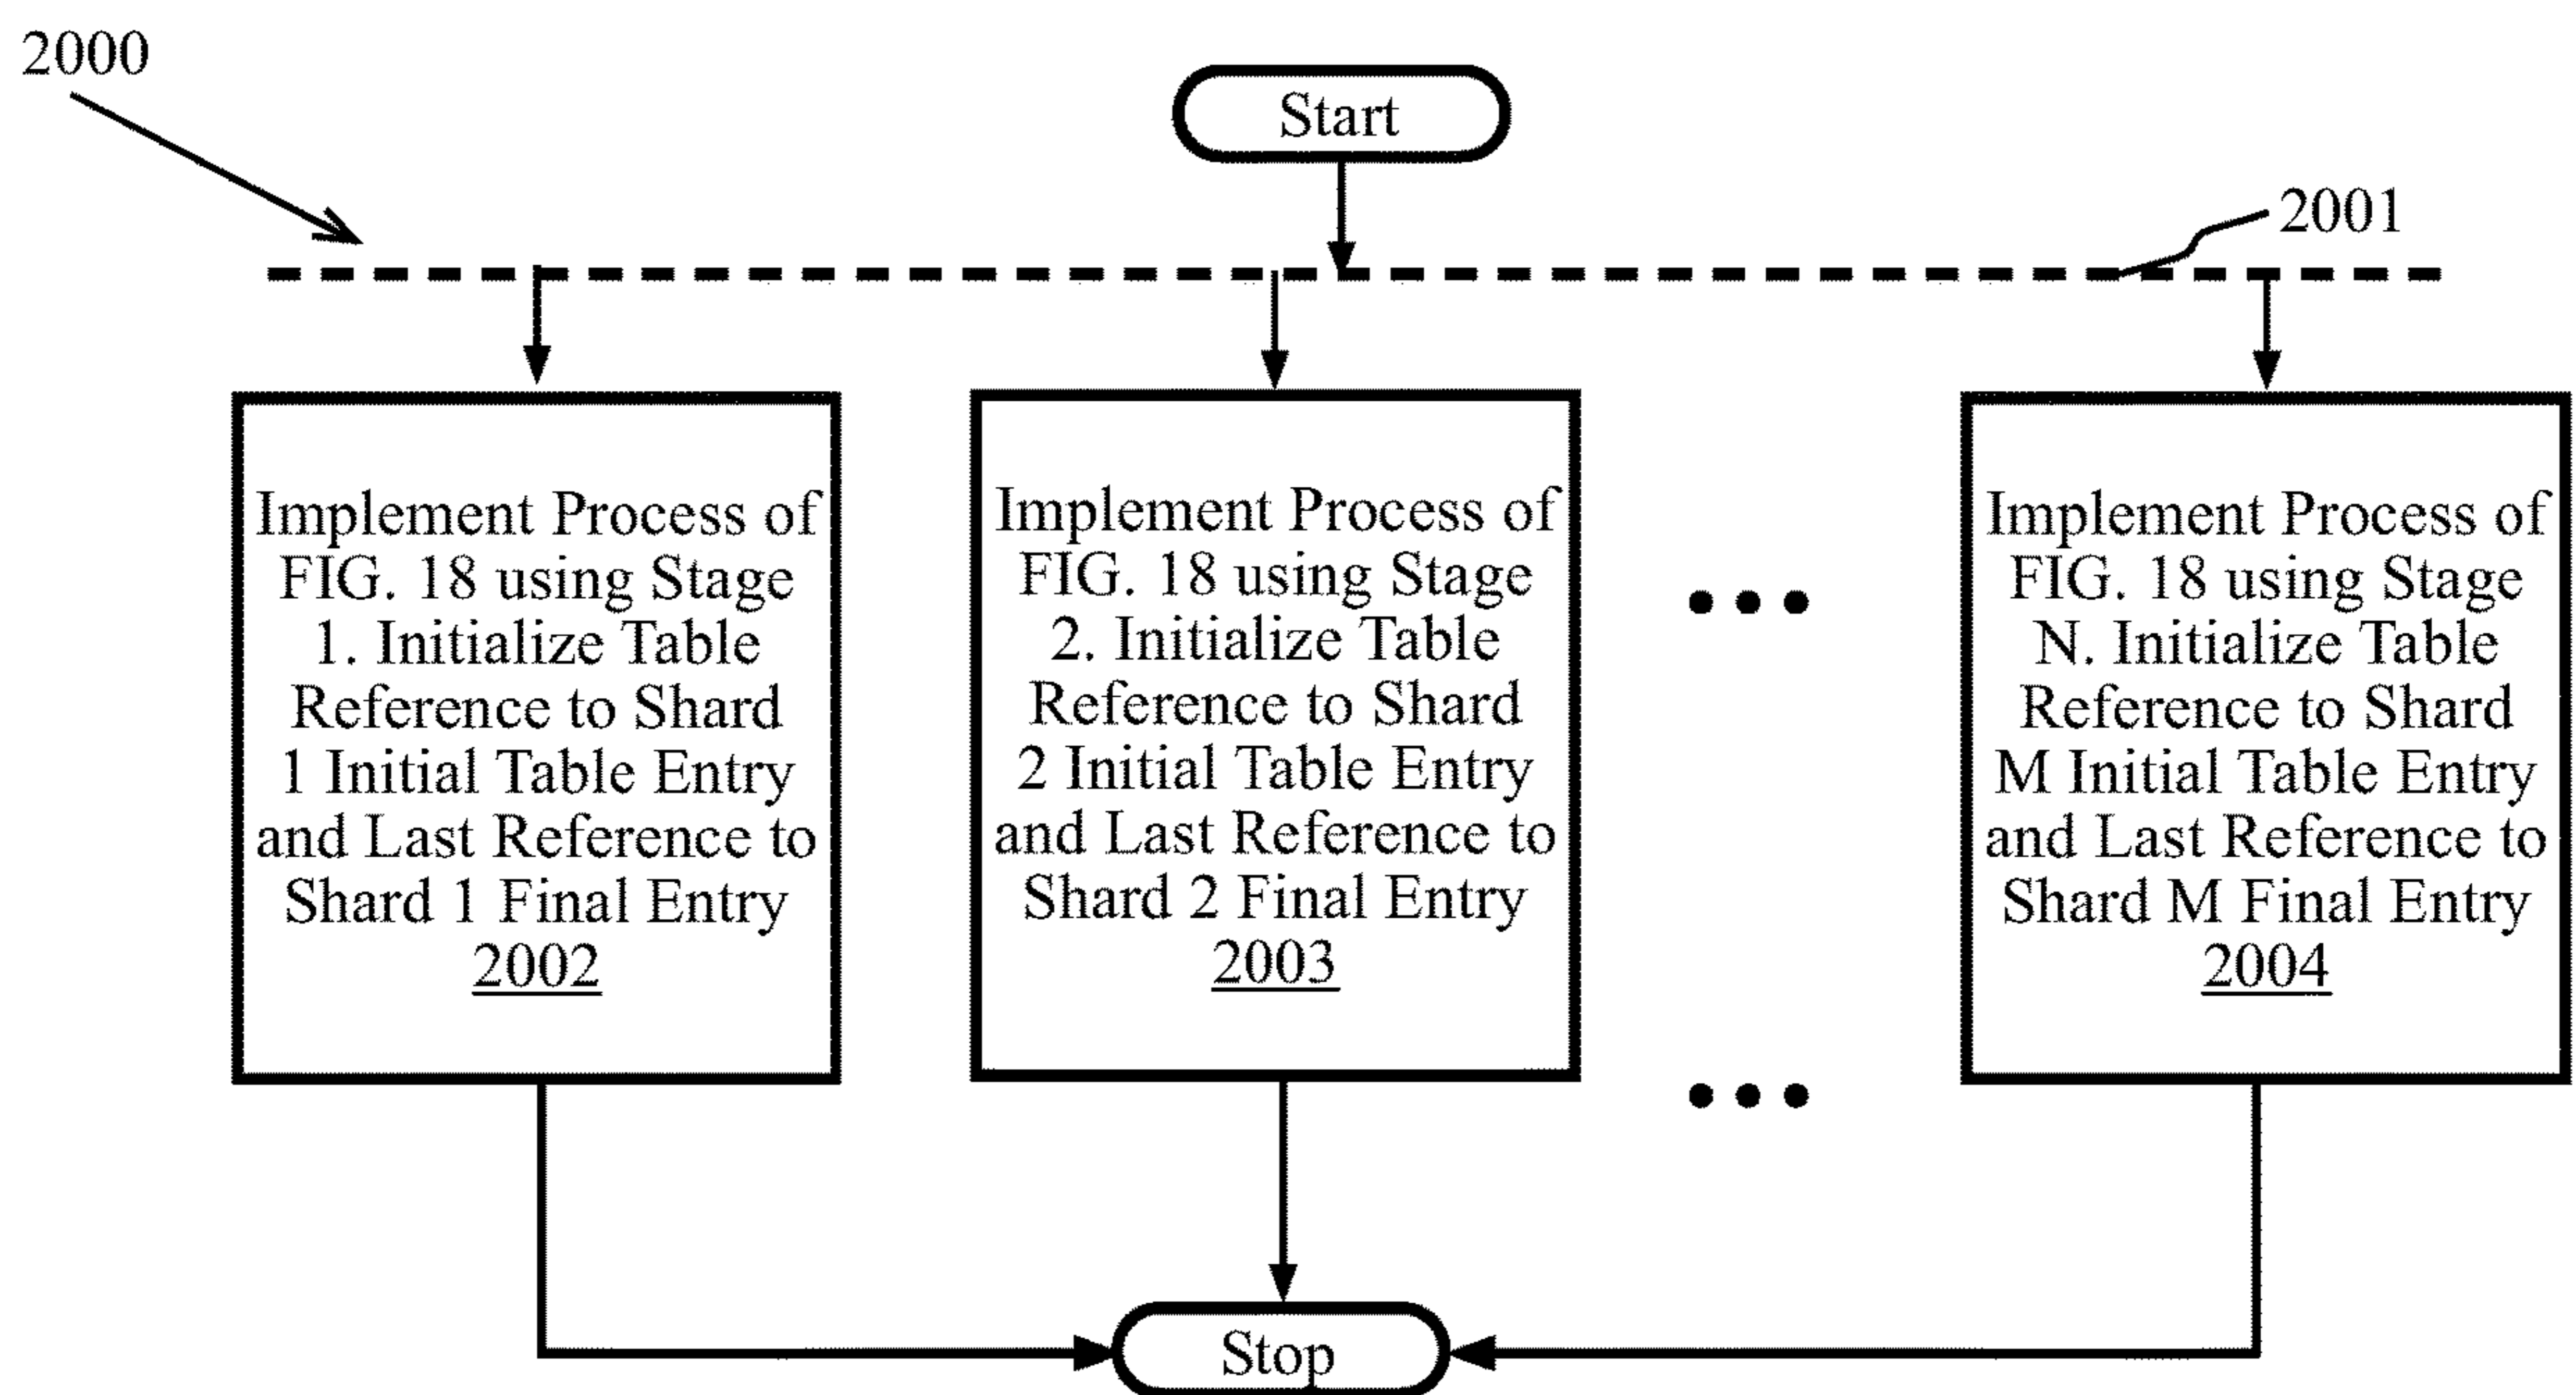 2000
Start
2001
Implement Process of
FIG. 18 using Stage
1. Initialize Table
Reference to Shard
1 Initial Table Entry
and Last Reference to
Shard 1 Final Entry
2002
Implement Process of
FIG. 18 using Stage
2. Initialize Table
Reference to Shard
2 Initial Table Entry
and Last Reference to
Shard 2 Final Entry
2003
Implement Process of
FIG. 18 using Stage
N. Initialize Table
Reference to Shard
M Initial Table Entry
and Last Reference to
Shard M Final Entry
2004
Stop